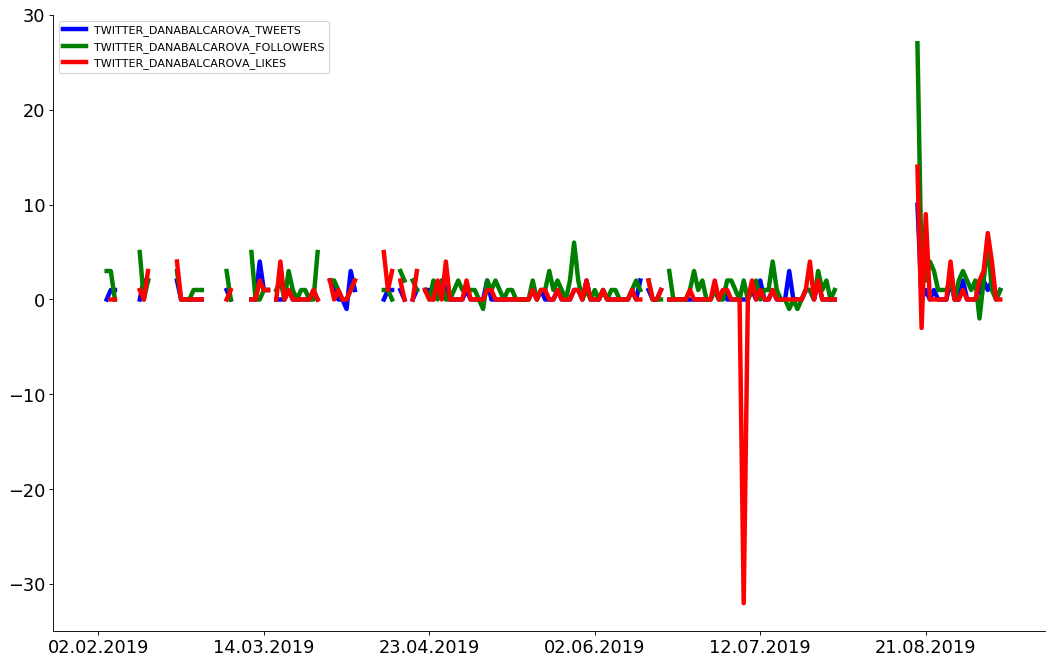 30
TWITTER_DANABALCAROVA_TWEETS
TWITTER_DANABALCAROVA_FOLLOWERS
TWITTER_DANABALCAROVA_LIKES
20
10
0
−10
−20
−30
02.02.2019 14.03.2019 23.04.2019 02.06.2019 12.07.2019 21.08.2019